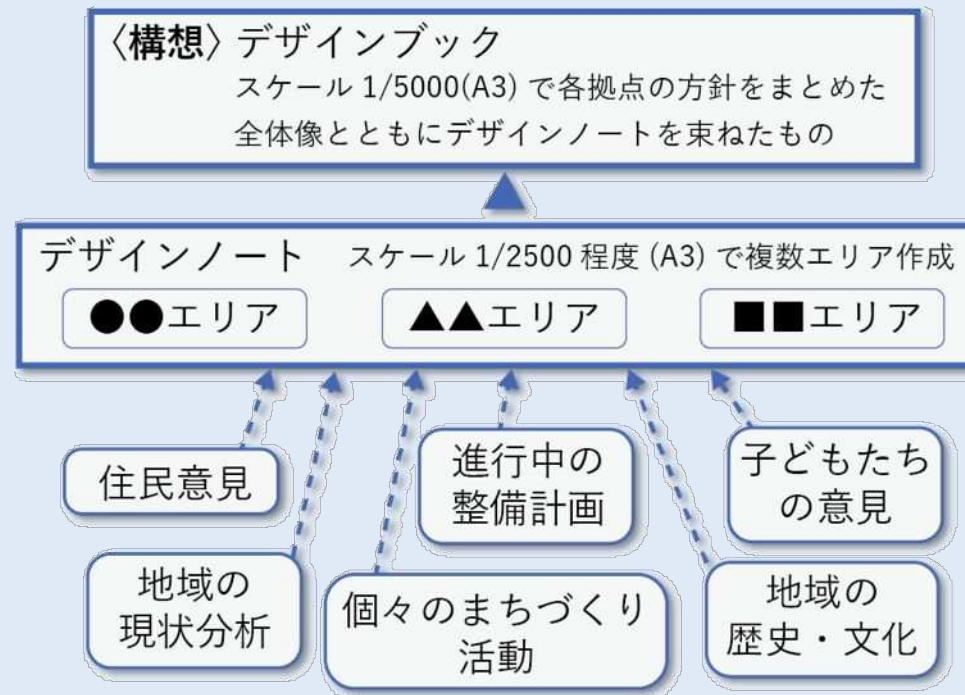 〈構想〉デザインブック
スケール 1/5000(A3) で各拠点の方針をまとめた
全体像とともにデザインノートを束ねたもの
デザインノート スケール 1/2500 程度 (A3) で複数エリア作成
●●エリア
▲▲エリア
■■エリア
住民意見
進行中の
整備計画
子どもたち
の意見
地域の
現状分析
個々のまちづくり
活動
地域の
歴史・文化